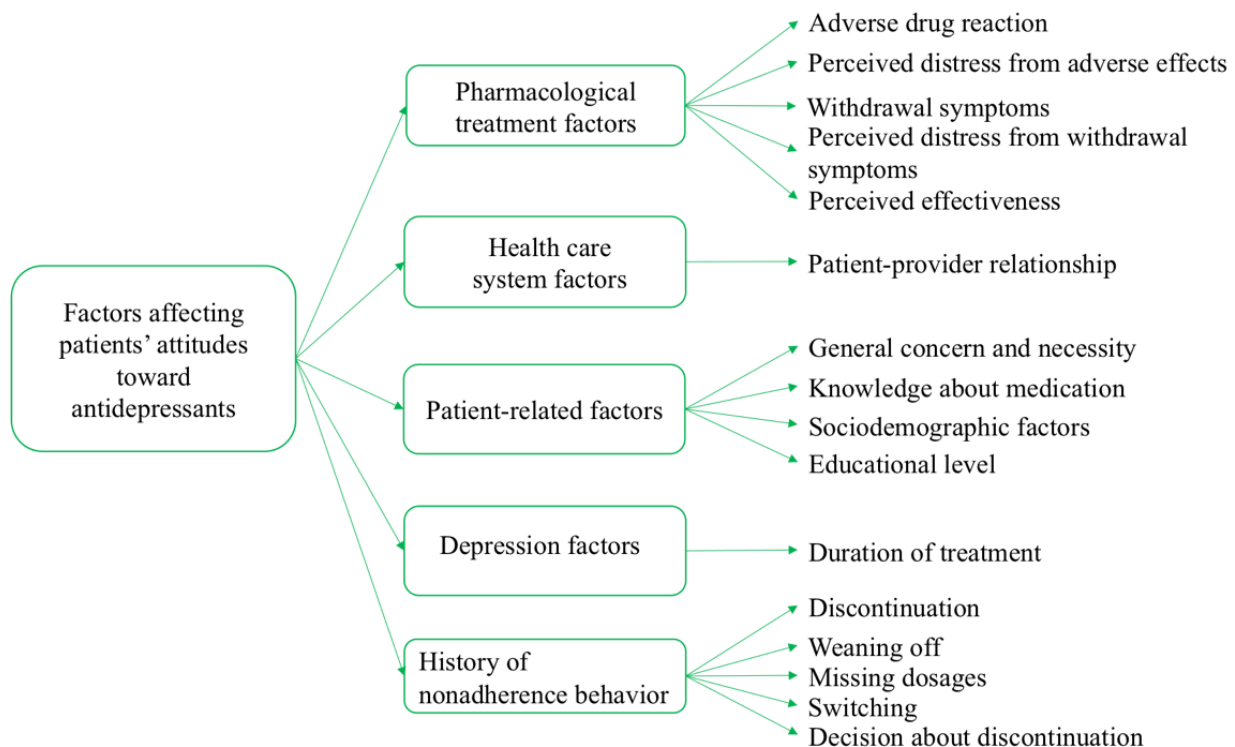 Factors affecting
patients’ attitudes
toward
antidepressants
Pharmacological
treatment factors
Adverse drug reaction
Perceived distress from adverse effects
Withdrawal symptoms
Perceived distress from withdrawal
symptoms
Perceived effectiveness
Health care
system factors
Patient-provider relationship
Patient-related factors
General concern and necessity
Knowledge about medication
Sociodemographic factors
Educational level
Depression factors
Duration of treatment
History of
nonadherence behavior
Discontinuation
Weaning off
Missing dosages
Switching
Decision about discontinuation